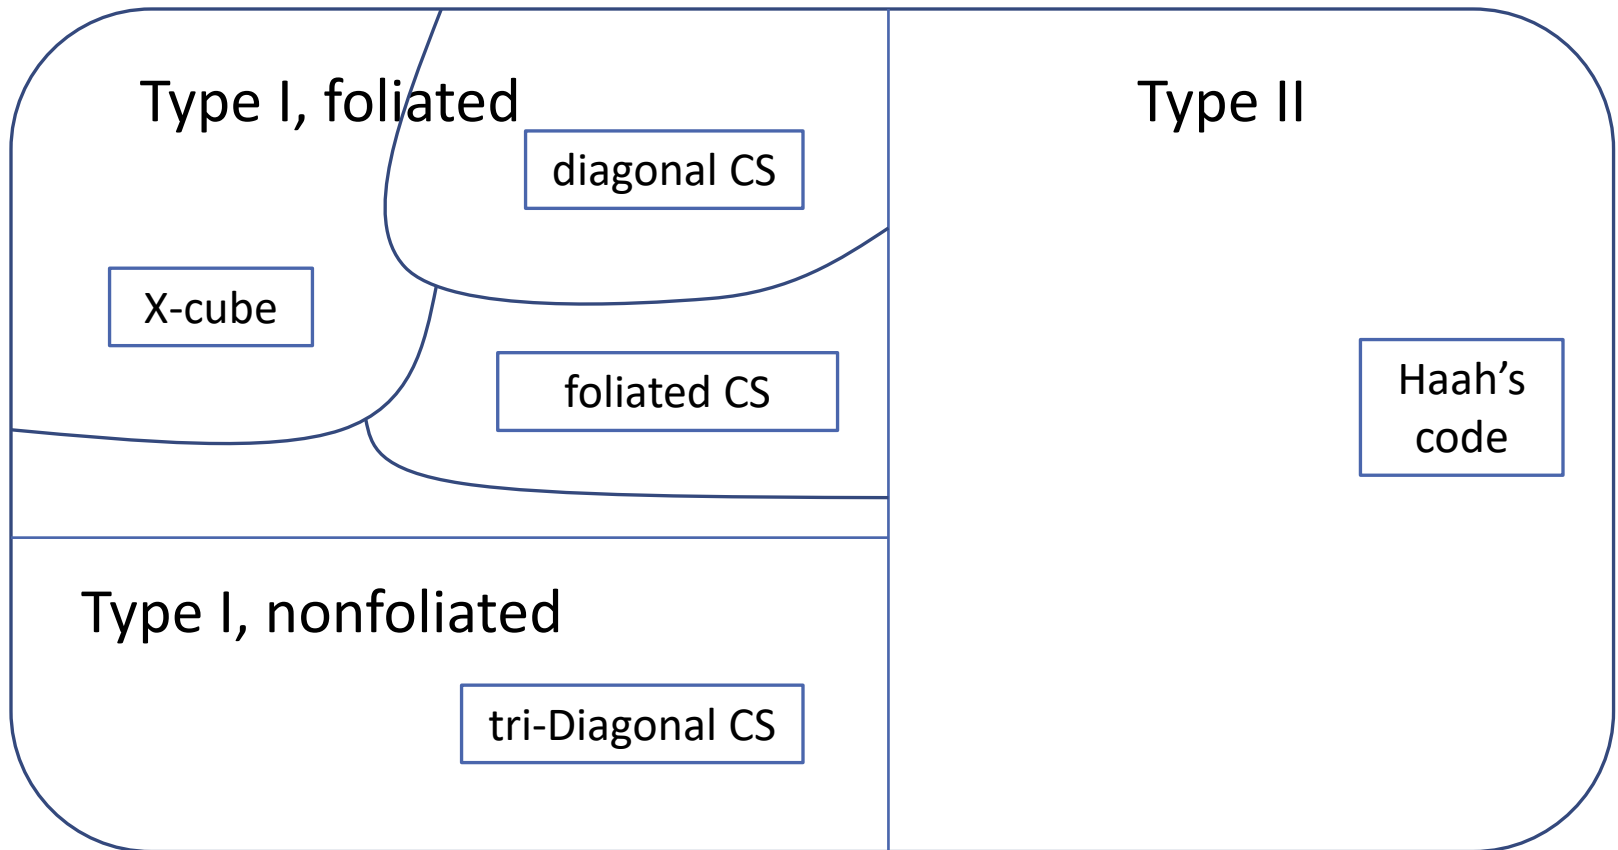 Type I, foliated
Type II
diagonal CS
X-cube
foliated CS
Haah’s
code
Type I, nonfoliated
tri-Diagonal CS